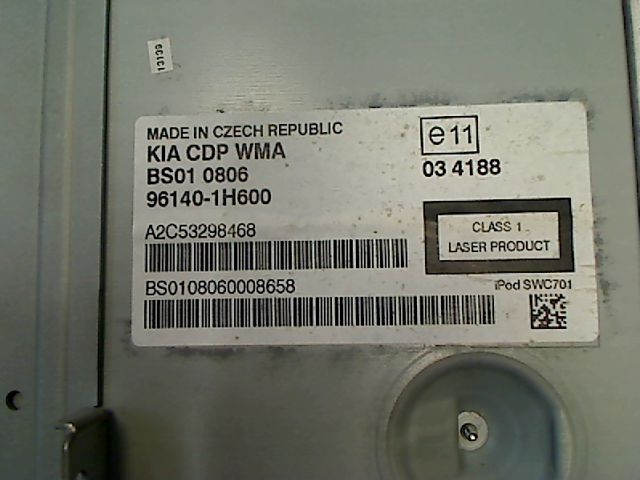 13139
MADE IN CZECH REPUBLIC
KIA CDP WMA
BS01 0806
96140-1H600
e11
03 4188
A2C53298468
CLASS 1
LASER PRODUCT
BS0108060008658
iPod SWC701